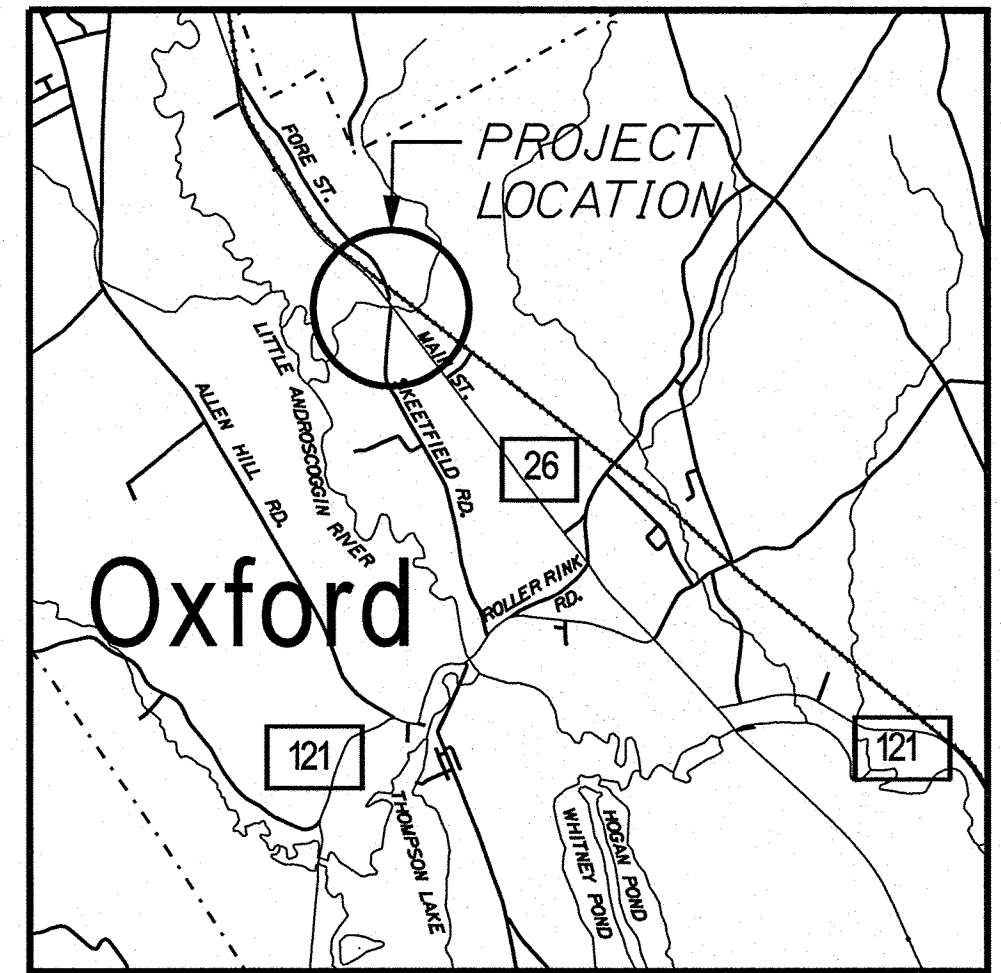 PROJECT
LOCATION
FORE ST.
MAIN ST.
LITTLE ANDROSCOGGIN RIVER
ALLEN HILL RD.
SKEETFIELD RD.
26
Oxford
ROLLER RINK
RD.
121
121
THOMPSON LAKE
WHITNEY POND
HOGAN POND